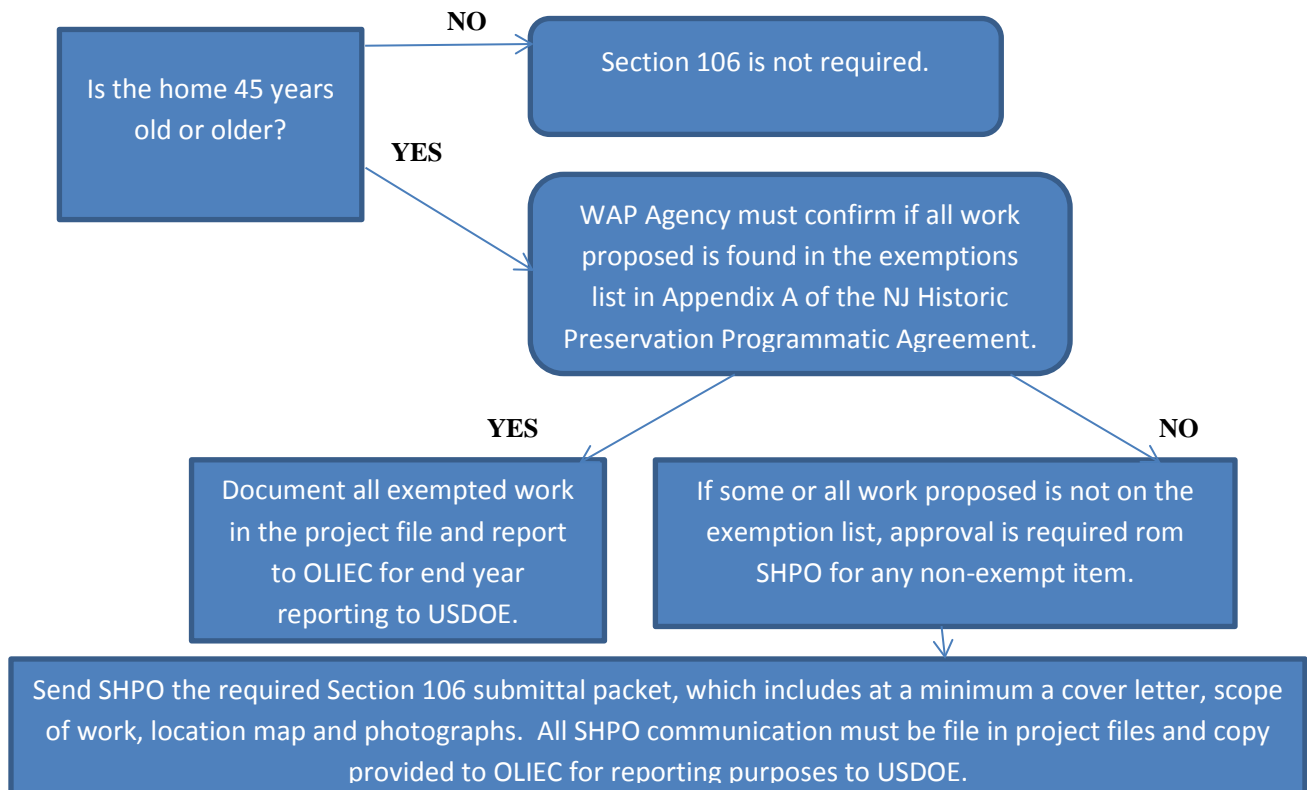 NO
Section 106 is not required.
Is the home 45 years
old or older?
YES
WAP Agency must confirm if all work
proposed is found in the exemptions
list in Appendix A of the NJ Historic
Preservation Programmatic Agreement.
YES
NO
Document all exempted work
in the project file and report
to OLIEC for end year
reporting to USDOE.
If some or all work proposed is not on the
exemption list, approval is required rom
SHPO for any non-exempt item.
Send SHPO the required Section 106 submittal packet, which includes at a minimum a cover letter, scope
of work, location map and photographs.  All SHPO communication must be file in project files and copy
provided to OLIEC for reporting purposes to USDOE.